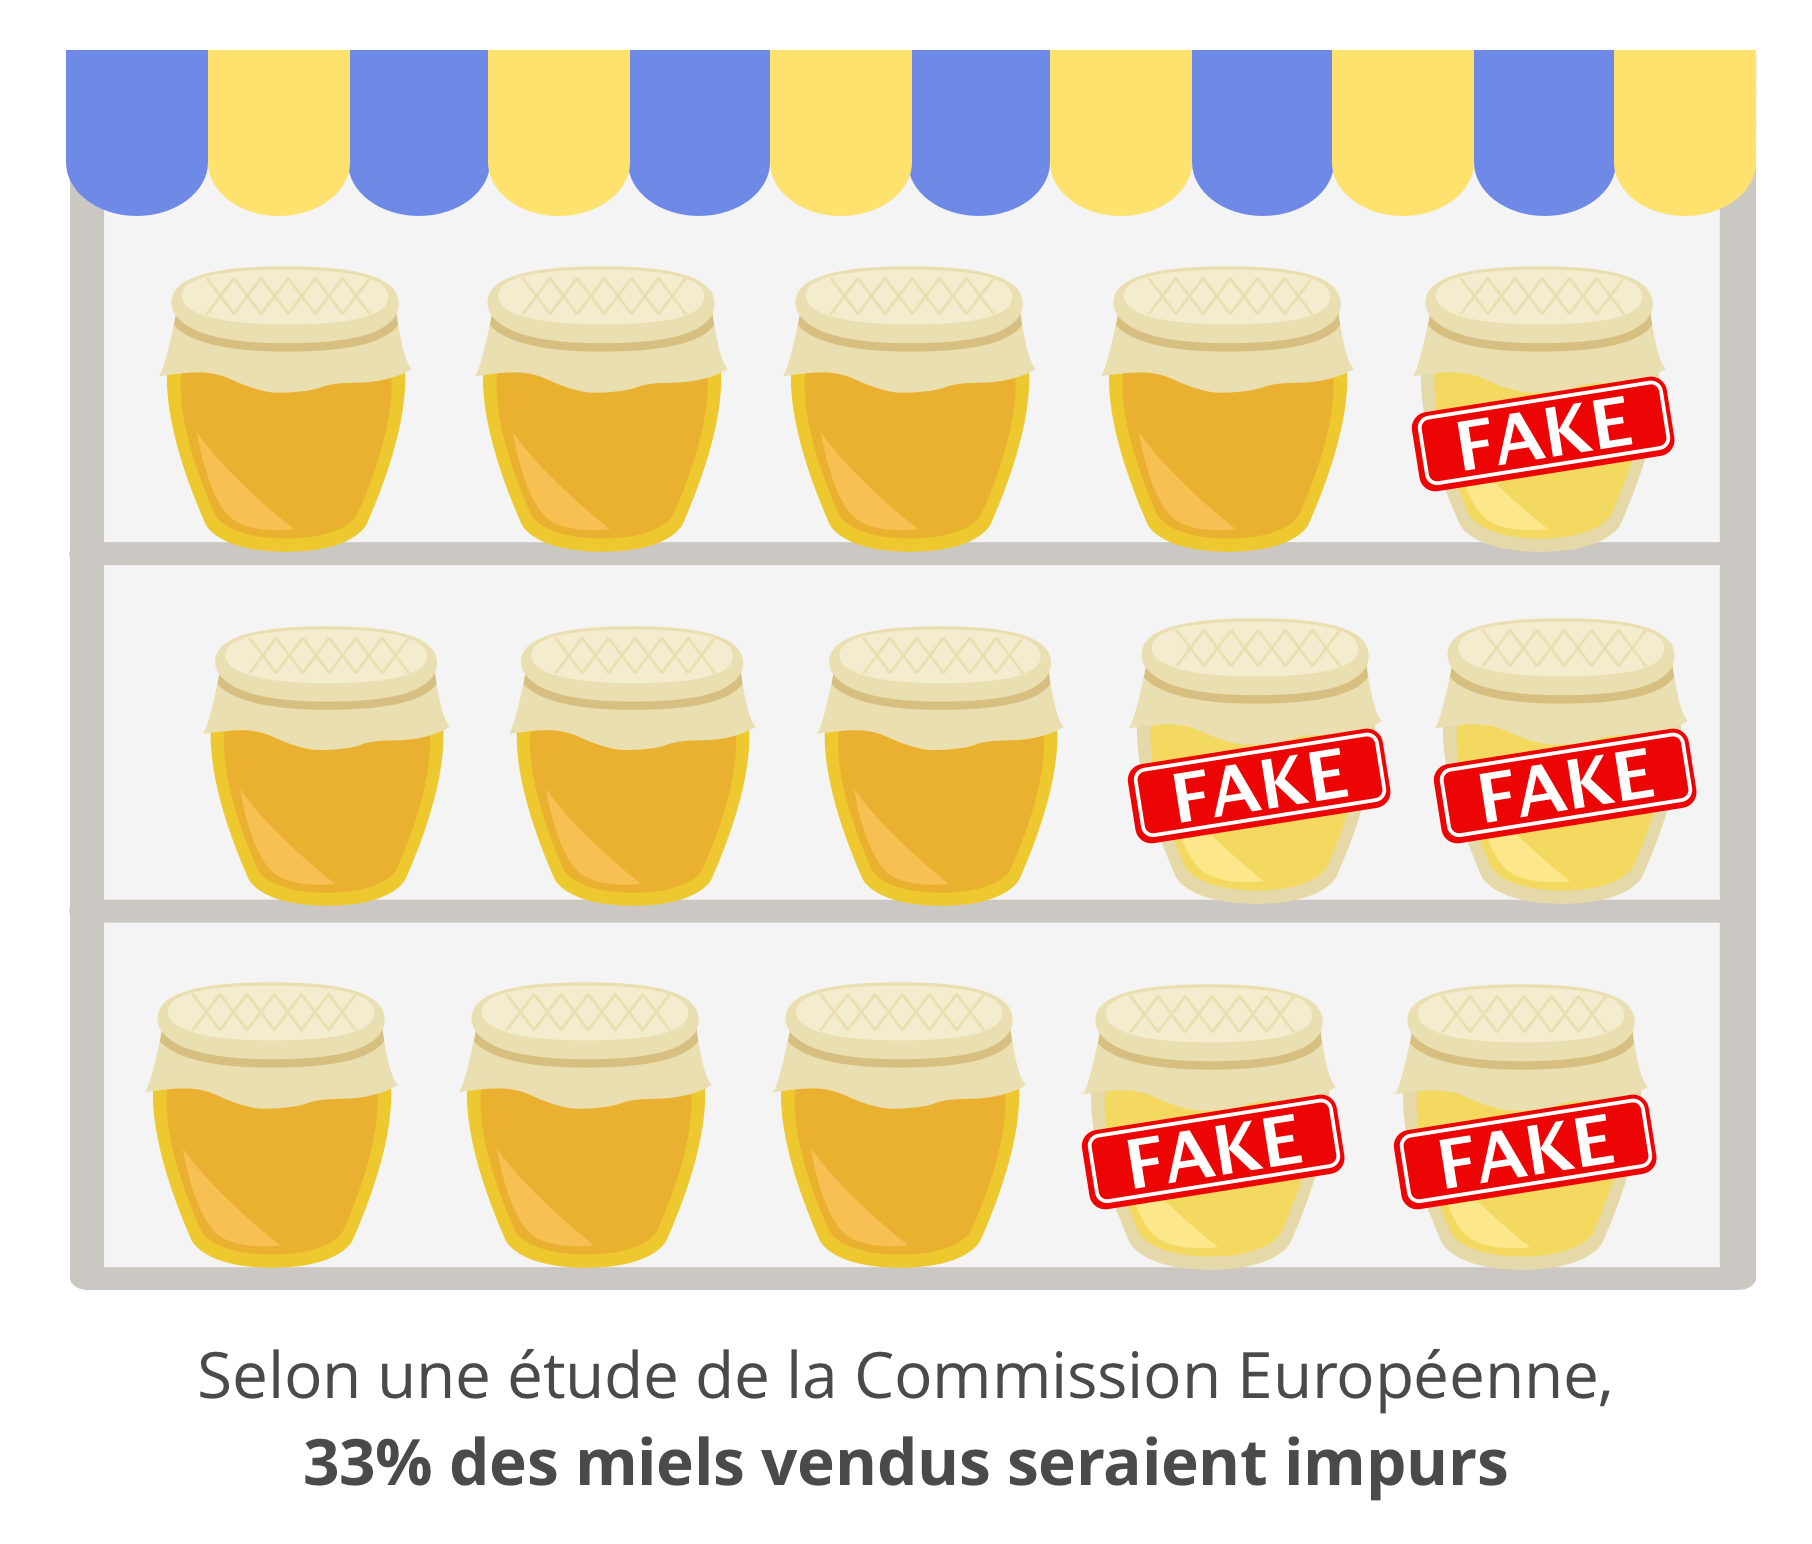 FAKE
FAKE
FAKE
FAKE
FAKE
Selon une étude de la Commission Européenne,
33% des miels vendus seraient impurs